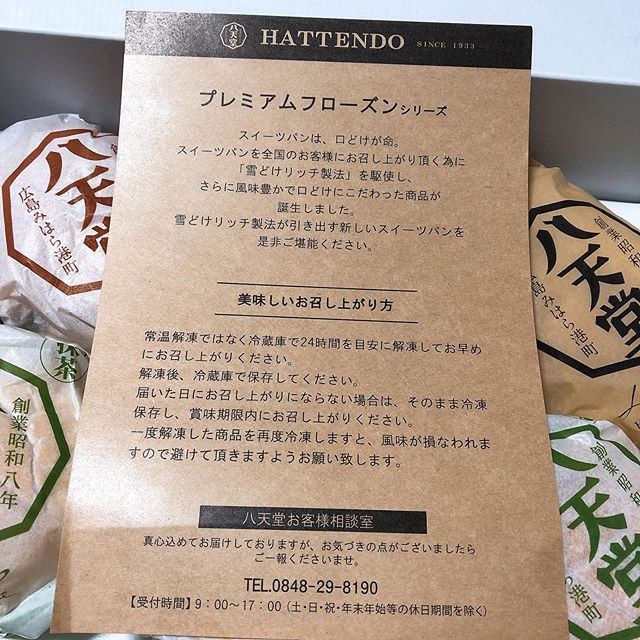 八天堂 HATTENDO SINCE 1933
プレミアムフローズンシリーズ
スイーツパンは、口どけが命。
スイーツパンを全国のお客様にお召し上がり頂く為に
「雪どけリッチ製法」を駆使し、
さらに風味豊かで口どけにこだわった商品が
誕生しました。
雪どけリッチ製法が引き出す新しいスイーツパンを
是非ご堪能ください。
美味しいお召し上がり方
常温解凍ではなく冷蔵庫で24時間を目安に解凍してお早め
にお召し上がりください。
解凍後、冷蔵庫で保存してください。
届いた日にお召し上がりにならない場合は、そのまま冷凍
保存し、賞味期限内にお召し上がりください。
一度解凍した商品を再度冷凍しますと、風味が損なわれま
すので避けて頂きますようお願い致します。
八天堂お客様相談室
真心込めてお届けしておりますが、お気づきの点がございましたら
ご一報くださいませ。
TEL.0848-29-8190
【受付時間】9：00〜17：00 (土・日・祝・年末年始等の休日期間を除く)
八天堂
広島みはら港町
抹茶
創業昭和八年
創業昭和
八天堂
広島みはら港町
創業昭和
八天堂
広島みはら